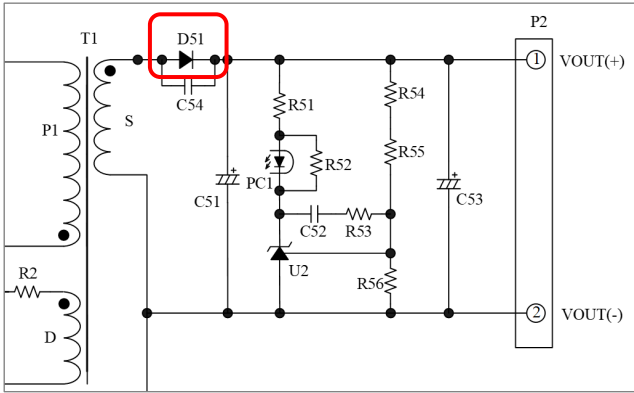 P2
T1
D51
1
VOUT(+)
C54
R51
R54
P1
S
R55
R52
PC1
C51
C53
C52
R53
R2
U2
R56
2
VOUT(-)
D